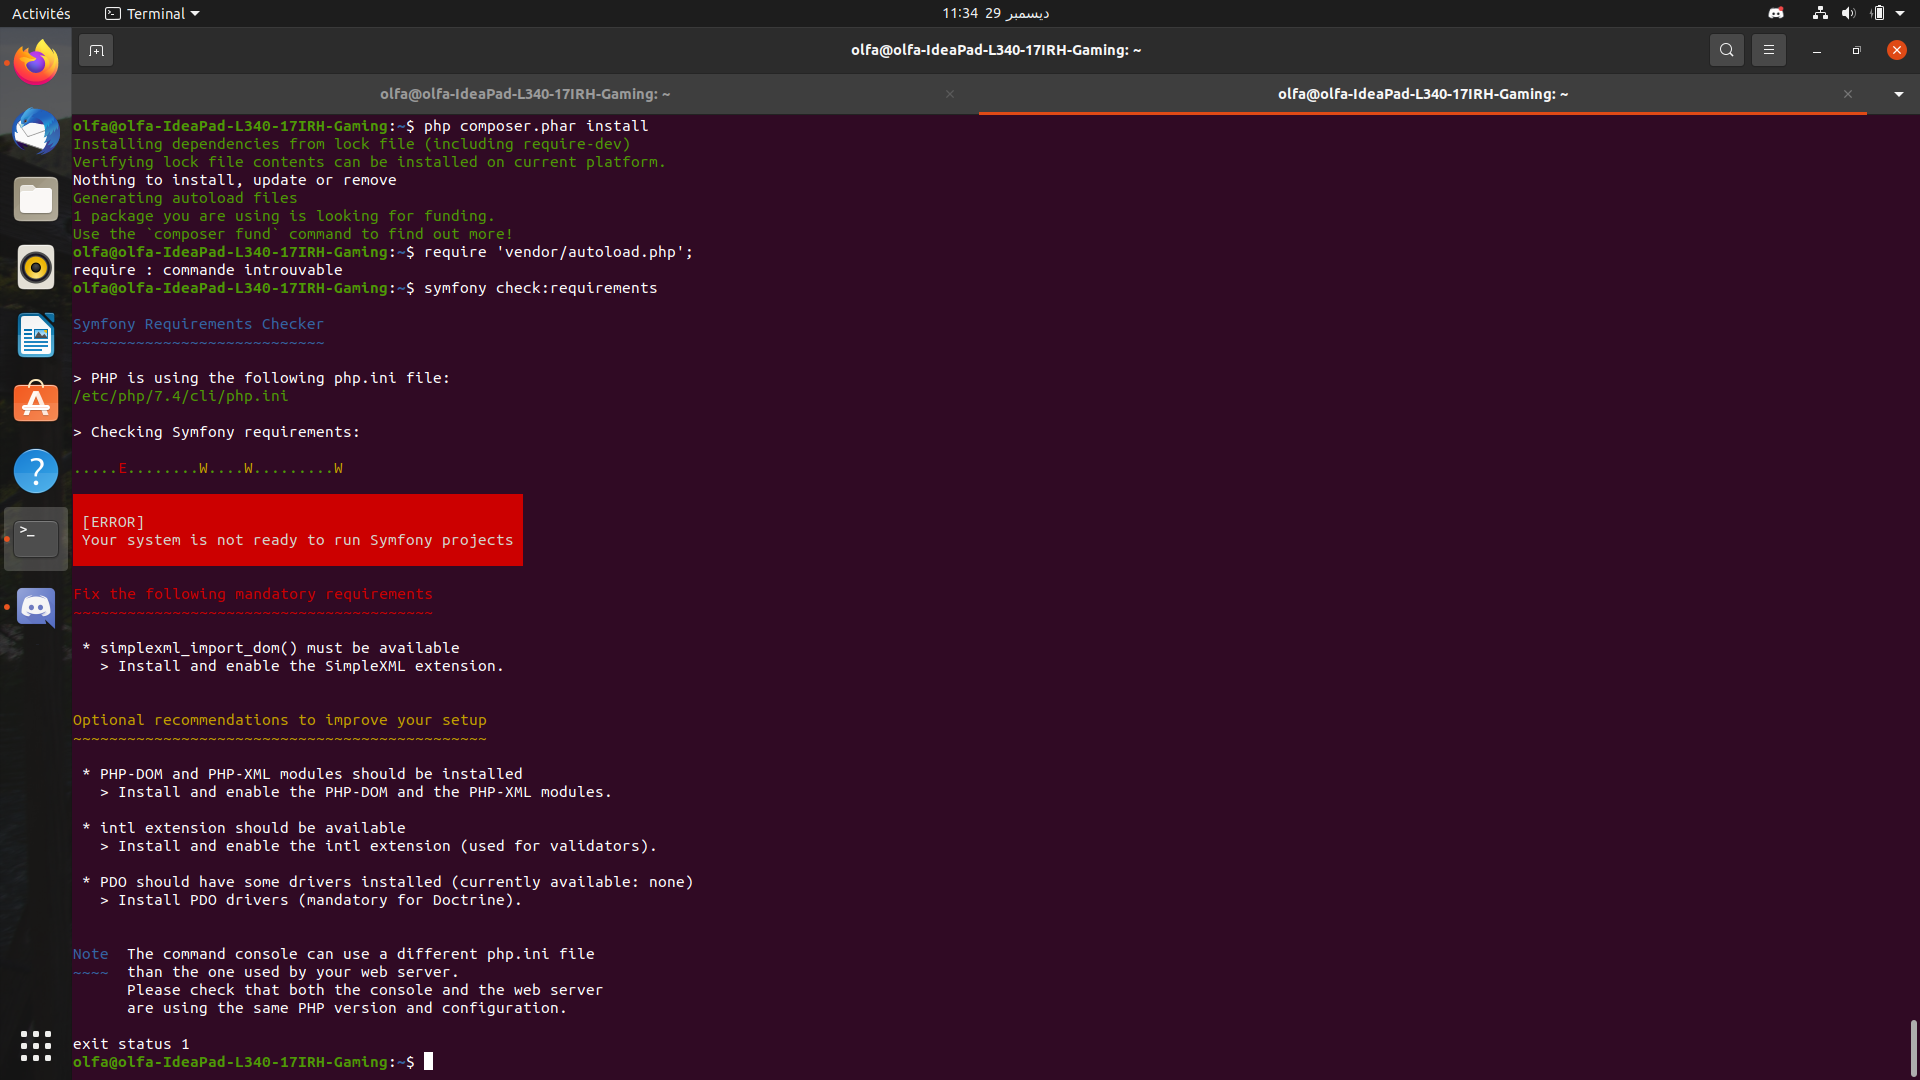 Activités
Terminal
11:34 29 ديسمبر
olfa@olfa-IdeaPad-L340-17IRH-Gaming: ~
olfa@olfa-IdeaPad-L340-17IRH-Gaming: ~
olfa@olfa-IdeaPad-L340-17IRH-Gaming: ~
olfa@olfa-IdeaPad-L340-17IRH-Gaming:~$ php composer.phar install
Installing dependencies from lock file (including require-dev)
Verifying lock file contents can be installed on current platform.
Nothing to install, update or remove
Generating autoload files
1 package you are using is looking for funding.
Use the `composer fund` command to find out more!
olfa@olfa-IdeaPad-L340-17IRH-Gaming:~$ require 'vendor/autoload.php';
require : commande introuvable
olfa@olfa-IdeaPad-L340-17IRH-Gaming:~$ symfony check:requirements
Symfony Requirements Checker
~~~~~~~~~~~~~~~~~~~~~~~~~~~~
> PHP is using the following php.ini file:
/etc/php/7.4/cli/php.ini
> Checking Symfony requirements:
.....E........W....W.........W
[ERROR]
Your system is not ready to run Symfony projects
Fix the following mandatory requirements
~~~~~~~~~~~~~~~~~~~~~~~~~~~~~~~~~~~~~~~~
* simplexml_import_dom() must be available
> Install and enable the SimpleXML extension.
Optional recommendations to improve your setup
~~~~~~~~~~~~~~~~~~~~~~~~~~~~~~~~~~~~~~~~~~~~~~
* PHP-DOM and PHP-XML modules should be installed
> Install and enable the PHP-DOM and the PHP-XML modules.
* intl extension should be available
> Install and enable the intl extension (used for validators).
* PDO should have some drivers installed (currently available: none)
> Install PDO drivers (mandatory for Doctrine).
Note  The command console can use a different php.ini file
~~~~  than the one used by your web server.
Please check that both the console and the web server
are using the same PHP version and configuration.
exit status 1
olfa@olfa-IdeaPad-L340-17IRH-Gaming:~$